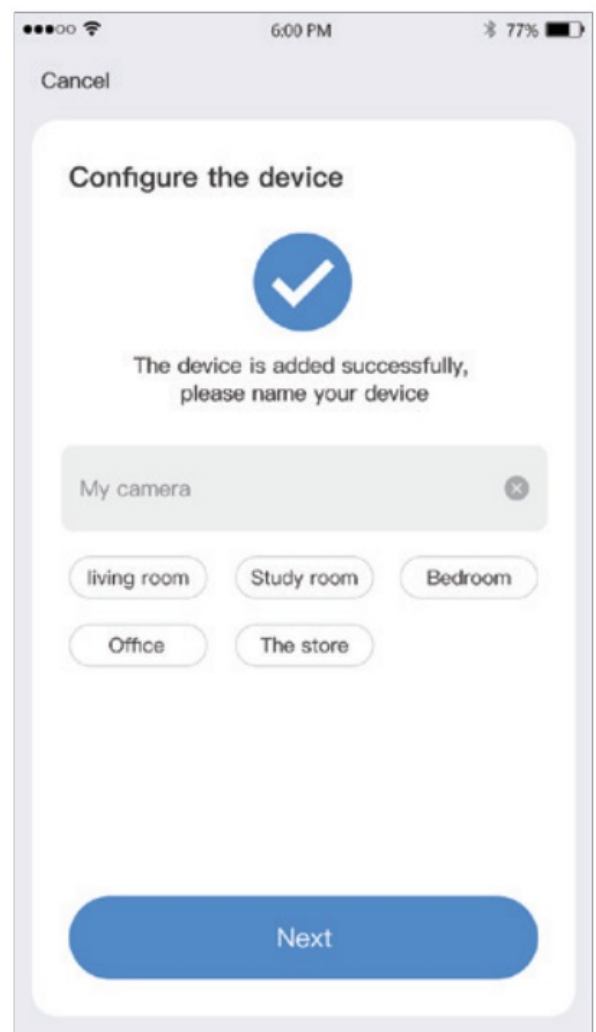 6:00 PM 77%
Cancel
Configure the device
The device is added successfully,
please name your device
My camera
living room Study room Bedroom
Office The store
Next